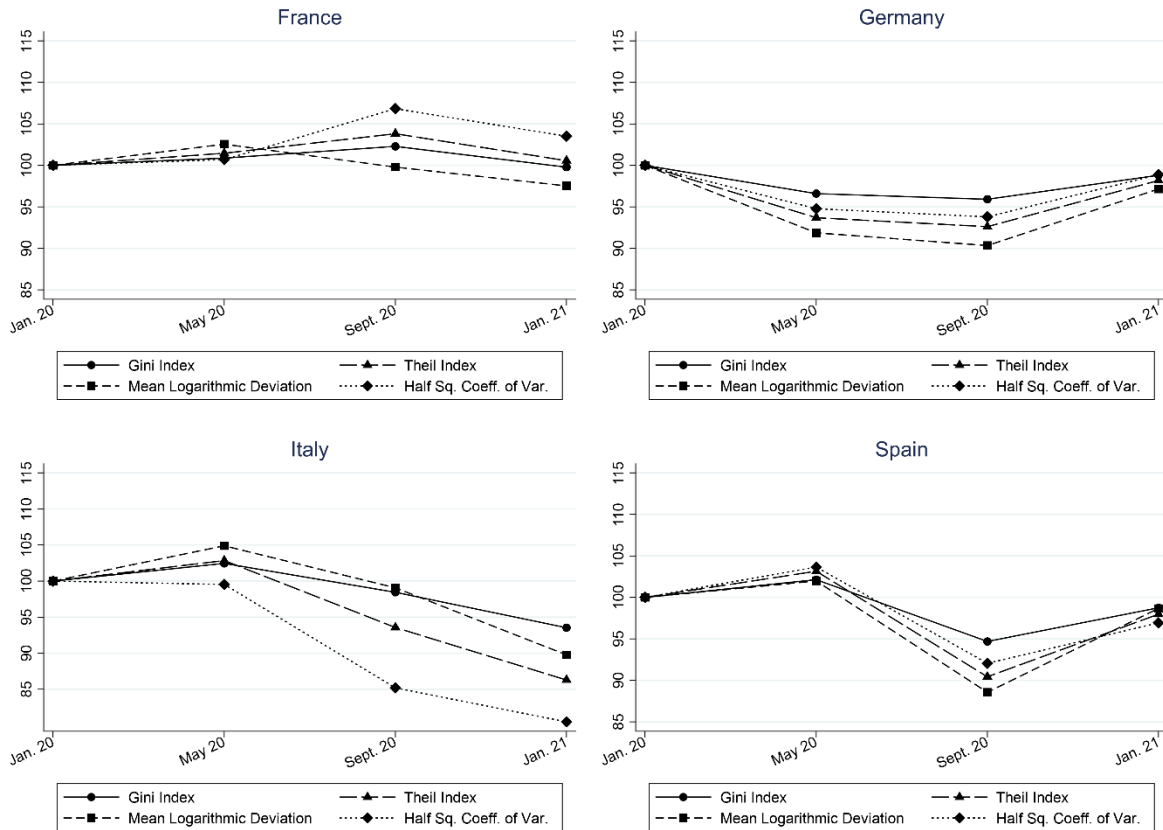 France
115
110
105
100
95
90
85
Jan. 20
May 20
Sept. 20
Jan. 21
Gini Index
Theil Index
Mean Logarithmic Deviation
Half Sq. Coeff. of Var.
Germany
115
110
105
100
95
90
85
Jan. 20
May 20
Sept. 20
Jan. 21
Gini Index
Theil Index
Mean Logarithmic Deviation
Half Sq. Coeff. of Var.
Italy
115
110
105
100
95
90
85
Jan. 20
May 20
Sept. 20
Jan. 21
Gini Index
Theil Index
Mean Logarithmic Deviation
Half Sq. Coeff. of Var.
Spain
115
110
105
100
95
90
85
Jan. 20
May 20
Sept. 20
Jan. 21
Gini Index
Theil Index
Mean Logarithmic Deviation
Half Sq. Coeff. of Var.